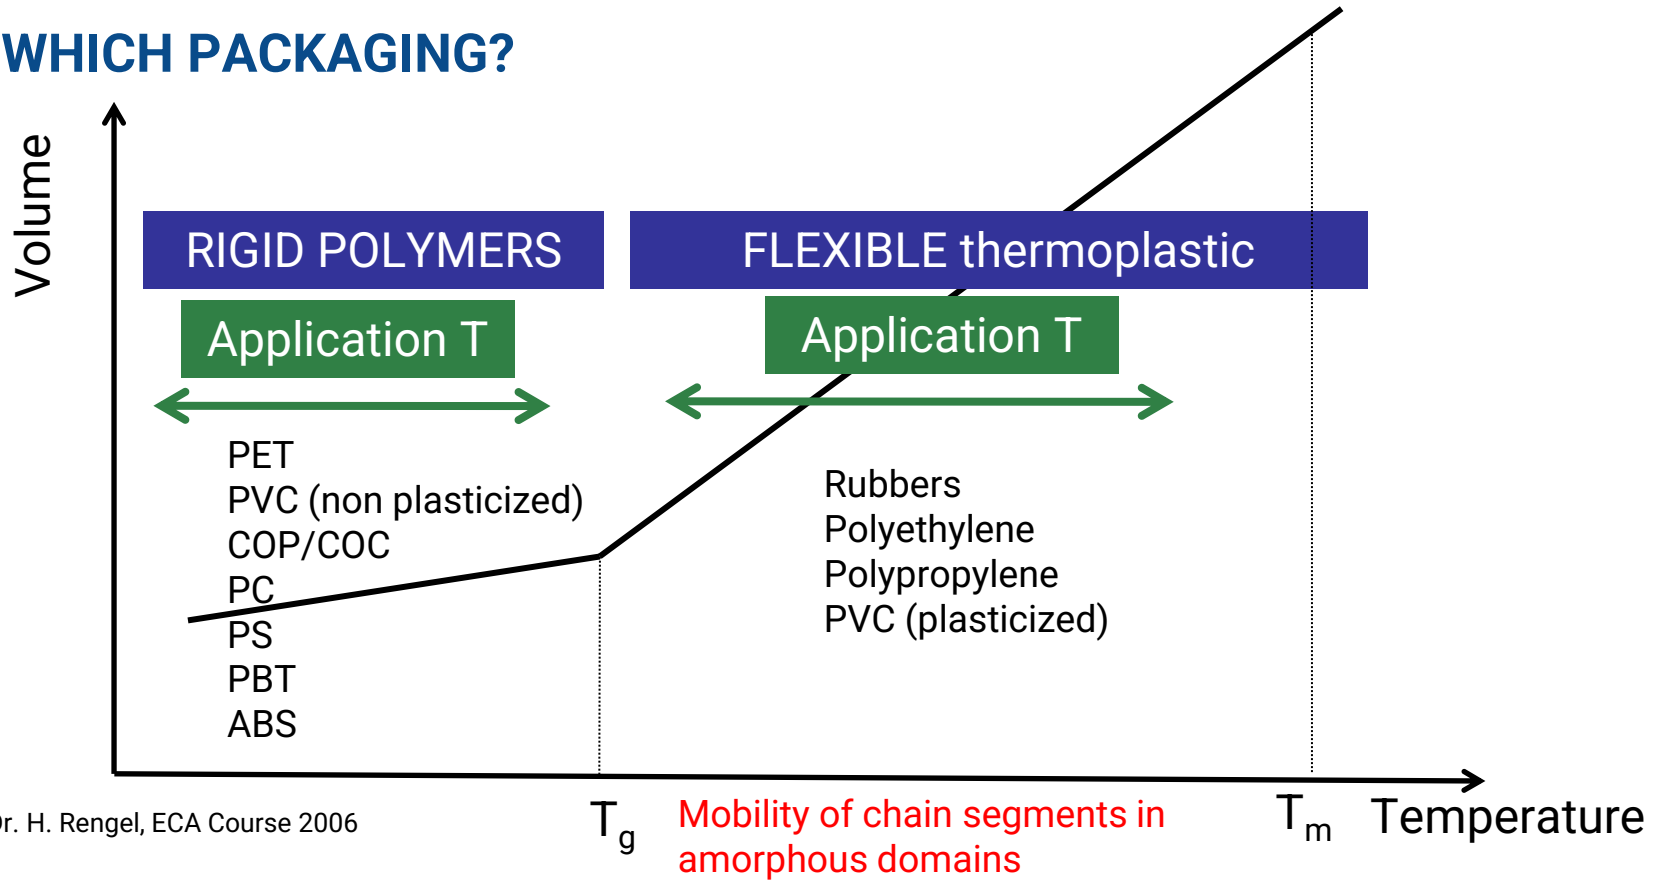 WHICH PACKAGING?
Volume
RIGID POLYMERS
FLEXIBLE thermoplastic
Application T
Application T
PET
PVC (non plasticized)
COP/COC
PC
PS
PBT
ABS
Rubbers
Polyethylene
Polypropylene
PVC (plasticized)
Tg
Mobility of chain segments in
amorphous domains
Tm
Temperature
Dr. H. Rengel, ECA Course 2006